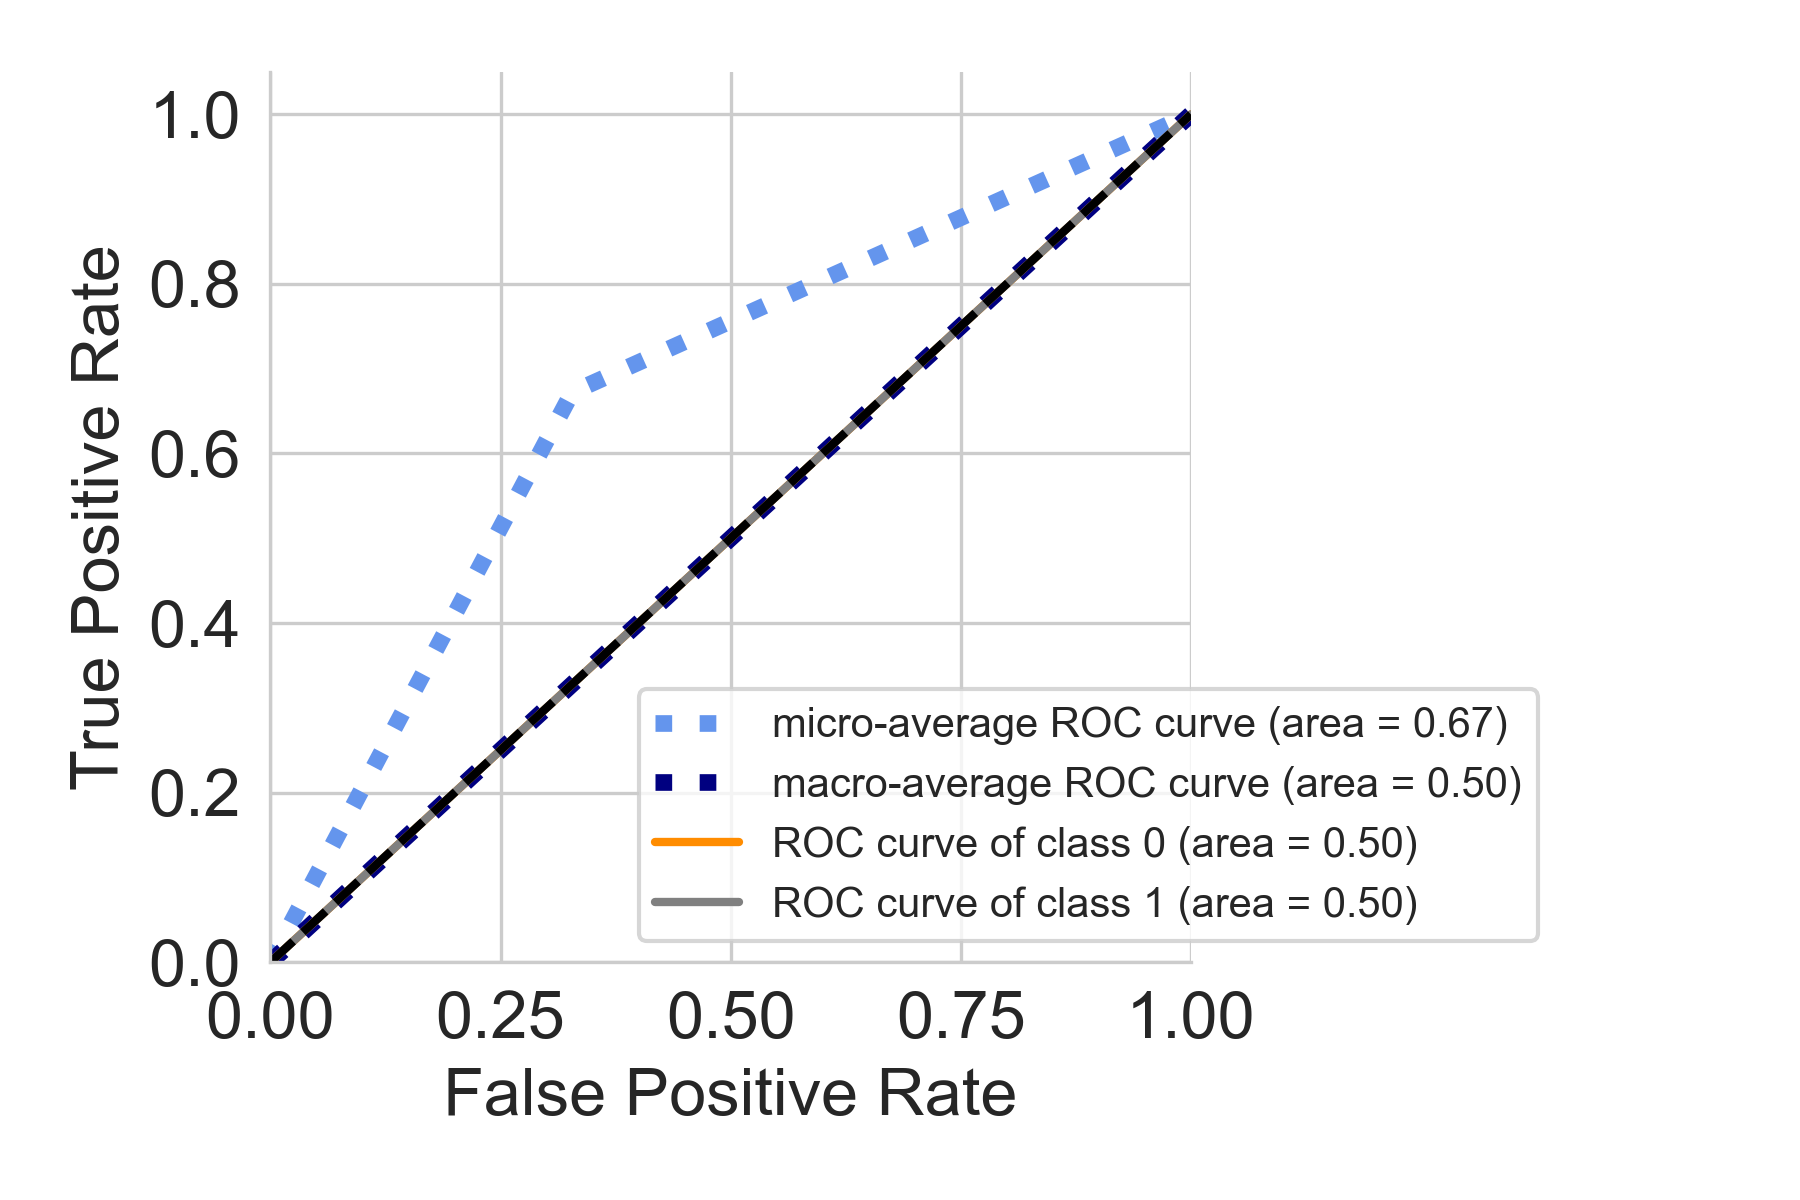 1.0
0.8
0.6
0.4
0.2
0.0
True Positive Rate
0.00 0.25 0.50 0.75 1.00
False Positive Rate
micro-average ROC curve (area = 0.67)
macro-average ROC curve (area = 0.50)
ROC curve of class 0 (area = 0.50)
ROC curve of class 1 (area = 0.50)